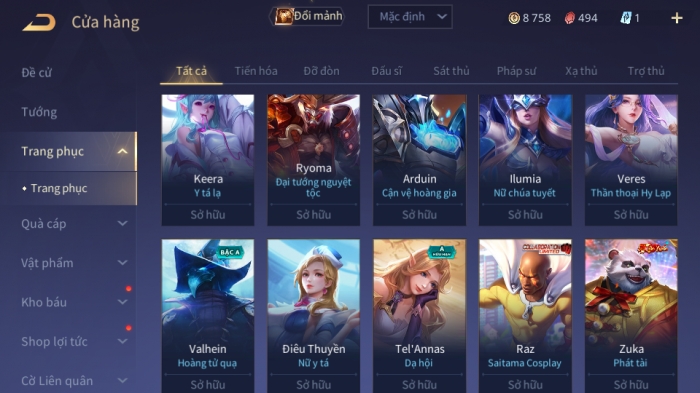 Cửa hàng
Đổi mảnh
Mặc định
8 758
494
1
Đề cử
Tướng
Trang phục
Trang phục
Quà cáp
Vật phẩm
Kho báu
Shop lợi tức
Cờ Liên quân
Tất cả Tiến hóa Đỡ đòn Đấu sĩ Sát thủ Pháp sư Xạ thủ Trợ thủ
Keera
Y tá lạ
Sở hữu
Ryoma
Đại tướng nguyệt
tộc
Sở hữu
Arduin
Cận vệ hoàng gia
Sở hữu
Ilumia
Nữ chúa tuyết
Sở hữu
Veres
Thần thoại Hy Lạp
Sở hữu
BẬC A
Valhein
Hoàng tử quạ
Sở hữu
Điêu Thuyền
Nữ y tá
Sở hữu
A
Tel'Annas
Dạ hội
Sở hữu
COLLABORATION
LIMITED
Raz
Saitama Cosplay
Sở hữu
Zuka
Phát tài
Sở hữu